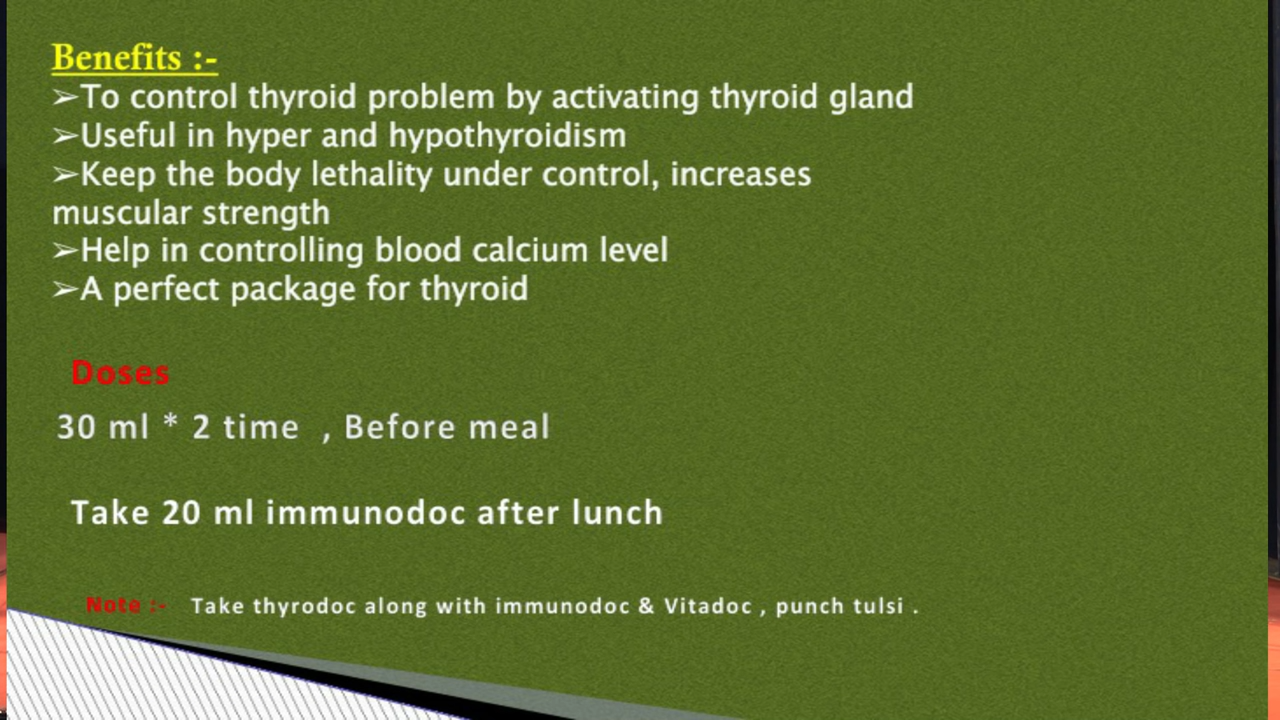 Benefits :-
➢To control thyroid problem by activating thyroid gland
➢Useful in hyper and hypothyroidism
➢Keep the body lethality under control, increases
muscular strength
➢Help in controlling blood calcium level
➢A perfect package for thyroid
Doses
30 ml * 2 time , Before meal
Take 20 ml immunodoc after lunch
Note :- Take thyrodoc along with immunodoc & Vitadoc , punch tulsi .